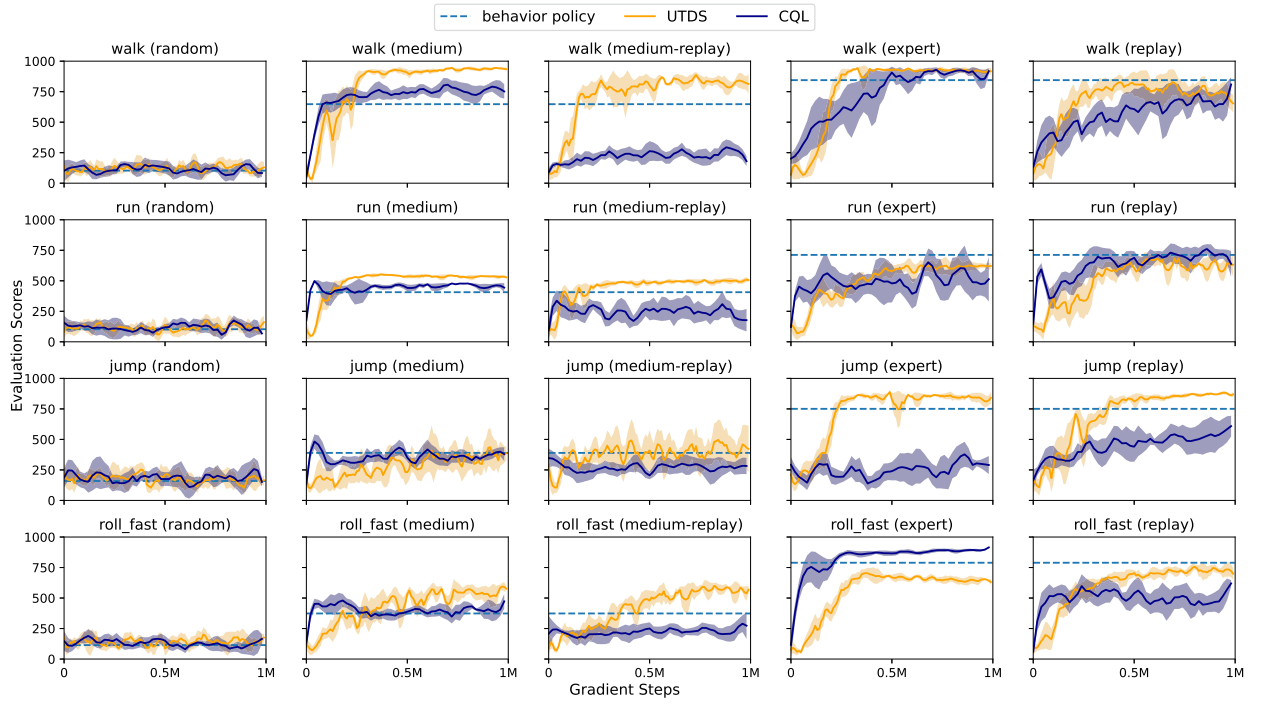 behavior policy UTDS CQL
walk (random) walk (medium) walk (medium-replay) walk (expert) walk (replay)
1000
750
500
250
0
run (random) run (medium) run (medium-replay) run (expert) run (replay)
1000
750
500
250
0
Evaluation Scores
jump (random) jump (medium) jump (medium-replay) jump (expert) jump (replay)
1000
750
500
250
0
roll_fast (random) roll_fast (medium) roll_fast (medium-replay) roll_fast (expert) roll_fast (replay)
1000
750
500
250
0
0 0.5M 1M 0 0.5M 1M 0 0.5M 1M 0 0.5M 1M 0 0.5M 1M
Gradient Steps